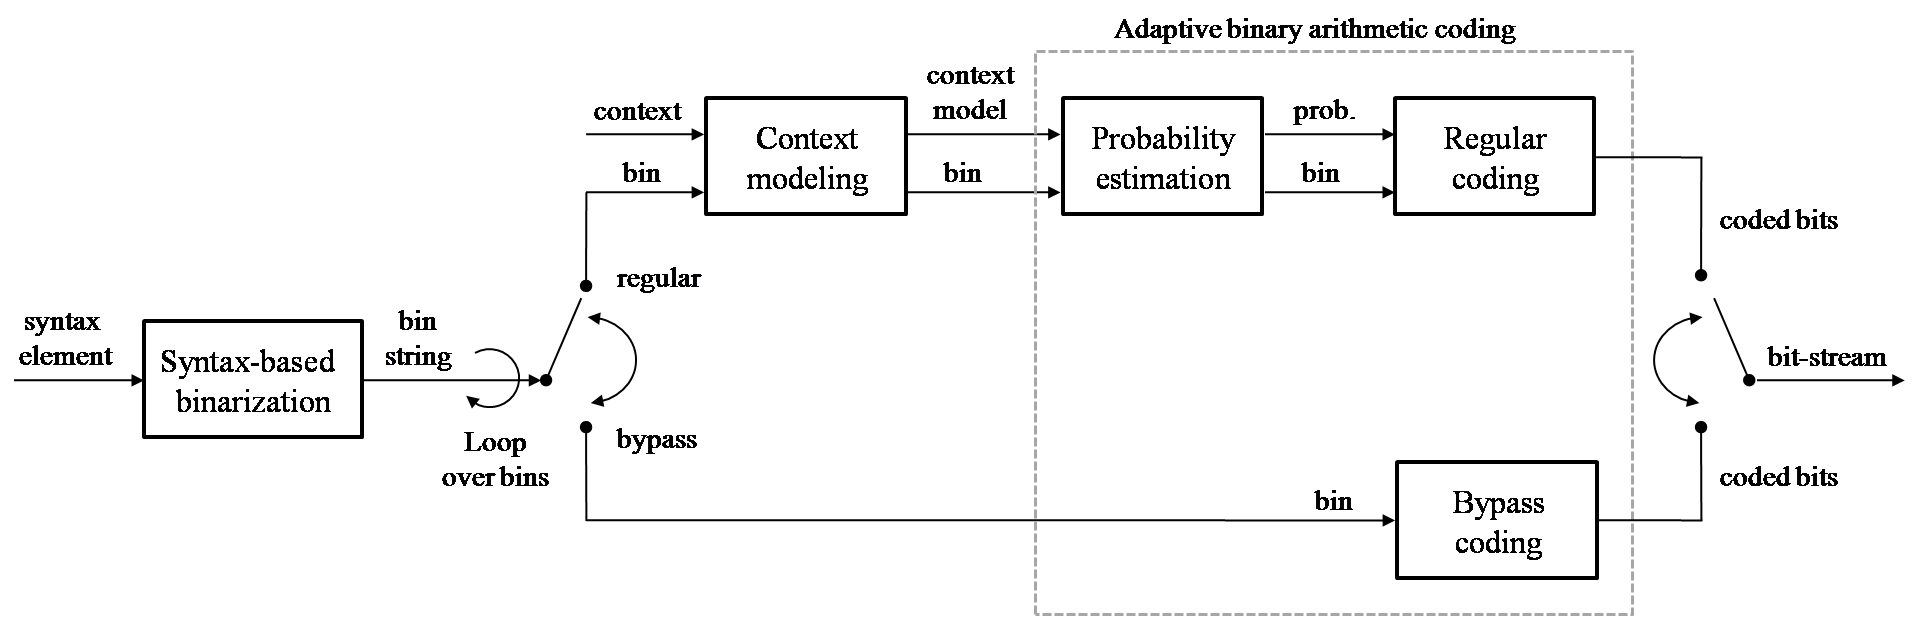 Adaptive binary arithmetic coding
context
context
model
prob.
Context
modeling
Probability
estimation
Regular
coding
bin
bin
bin
coded bits
regular
syntax
element
Syntax-based
binarization
bin
string
Loop
over bins
bypass
bit-stream
bin
Bypass
coding
coded bits